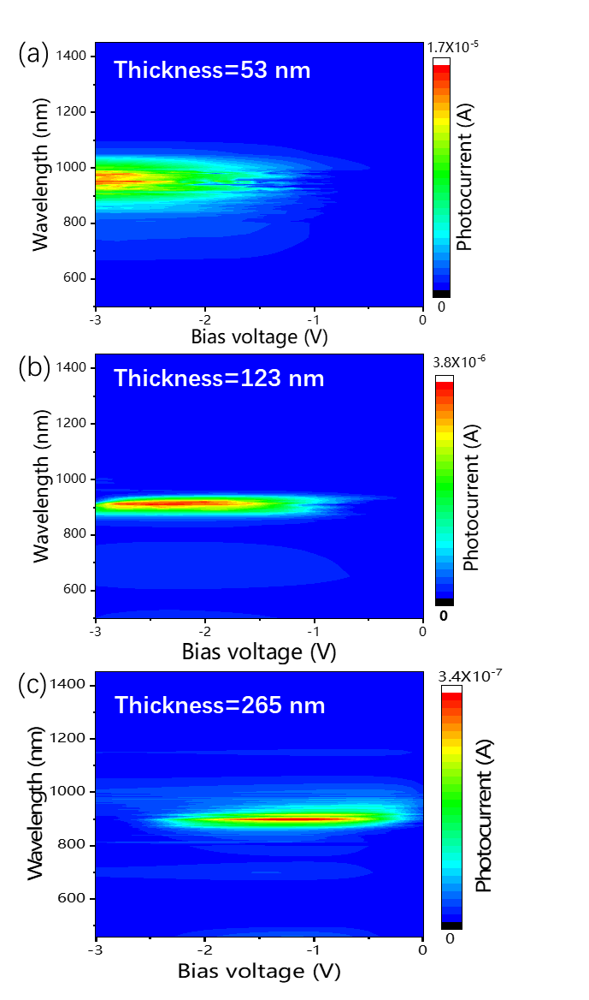 (a)
Thickness=53 nm
1.7X10⁻⁵
1400
1200
1000
800
600
Wavelength (nm)
-3 -2 -1 0
Bias voltage (V)
Photocurrent (A)
0
(b)
Thickness=123 nm
3.8X10⁻⁶
1400
1200
1000
800
600
Wavelength (nm)
-3 -2 -1 0
Bias voltage (V)
Photocurrent (A)
0
(c)
Thickness=265 nm
3.4X10⁻⁷
1400
1200
1000
800
600
Wavelength (nm)
-3 -2 -1 0
Bias voltage (V)
Photocurrent (A)
0